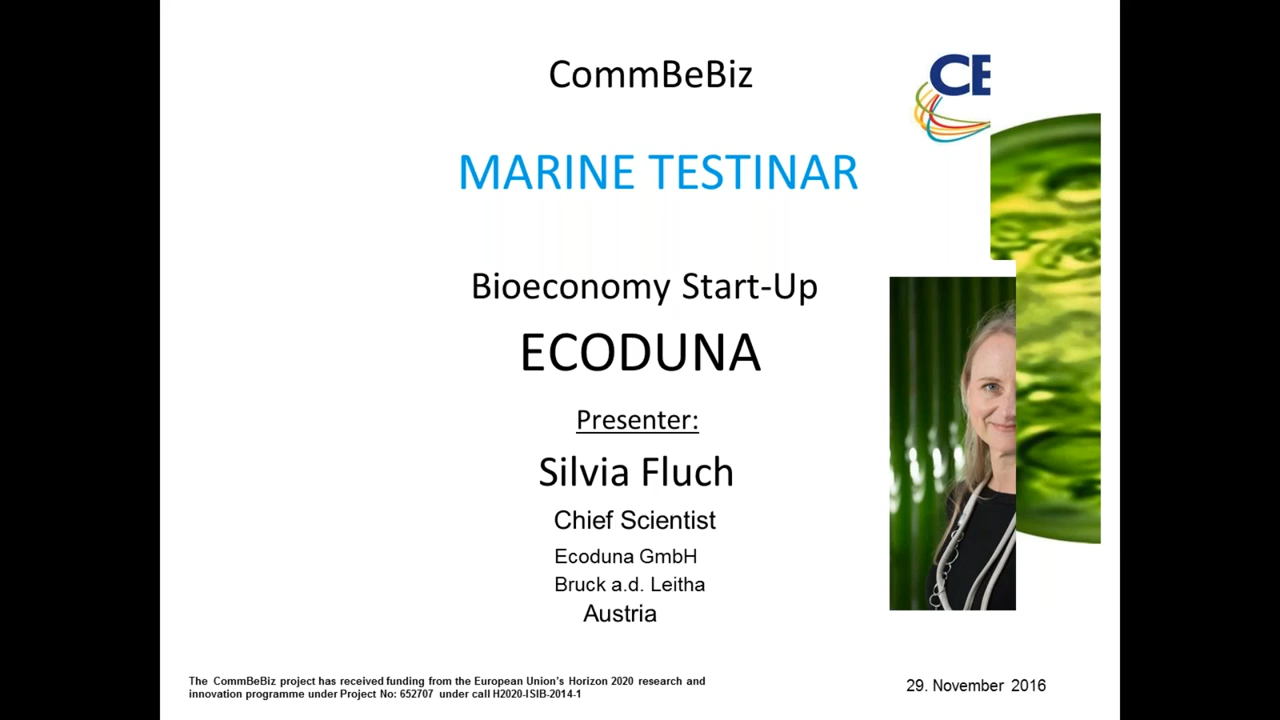 CommBeBiz
CE
MARINE TESTINAR
Bioeconomy Start-Up
ECODUNA
Presenter:
Silvia Fluch
Chief Scientist
Ecoduna GmbH
Bruck a.d. Leitha
Austria
The CommBeBiz project has received funding from the European Union's Horizon 2020 research and
innovation programme under Project No: 652707 under call H2020-ISIB-2014-1
29. November 2016